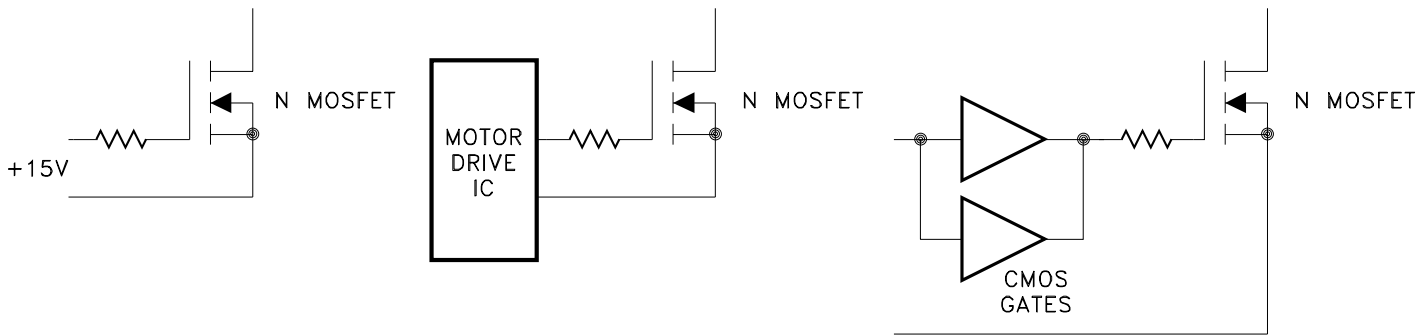 +15V
N MOSFET
MOTOR
DRIVE
IC
N MOSFET
CMOS
GATES
N MOSFET